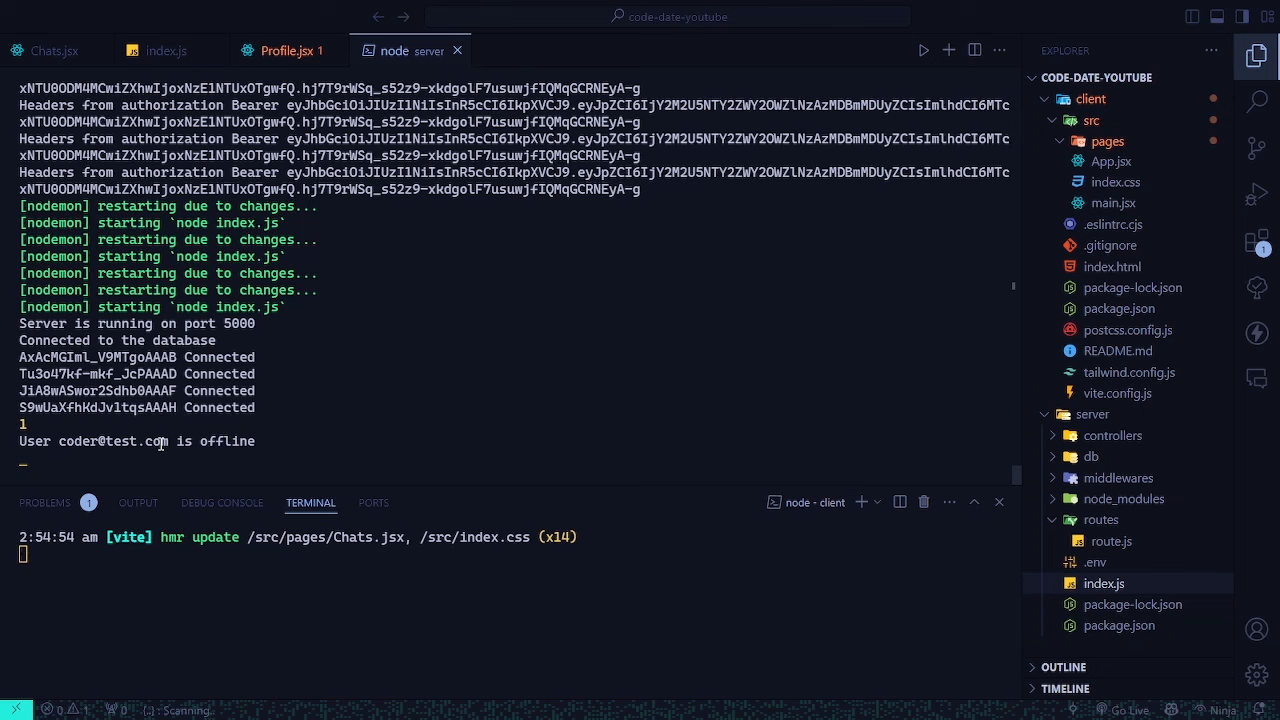 code-date-youtube
Chats.jsx
index.js
Profile.jsx 1
node server
EXPLORER
xNTU0ODM4MCwiZXhwIjoxNzE1NTUxOTgwfQ.hj7T9rWSq_s52z9-xkdgolF7usuwjfIQMqGCRNEyA-g
Headers from authorization Bearer eyJhbGciOiJIUzI1NiIsInR5cCI6IkpXVCJ9.eyJpZCI6IjY2M2U5NTY2ZWY2OWZlNzAzMDBmMDUyZCIsImlhdCI6MTc
xNTU0ODM4MCwiZXhwIjoxNzE1NTUxOTgwfQ.hj7T9rWSq_s52z9-xkdgolF7usuwjfIQMqGCRNEyA-g
Headers from authorization Bearer eyJhbGciOiJIUzI1NiIsInR5cCI6IkpXVCJ9.eyJpZCI6IjY2M2U5NTY2ZWY2OWZlNzAzMDBmMDUyZCIsImlhdCI6MTc
xNTU0ODM4MCwiZXhwIjoxNzE1NTUxOTgwfQ.hj7T9rWSq_s52z9-xkdgolF7usuwjfIQMqGCRNEyA-g
Headers from authorization Bearer eyJhbGciOiJIUzI1NiIsInR5cCI6IkpXVCJ9.eyJpZCI6IjY2M2U5NTY2ZWY2OWZlNzAzMDBmMDUyZCIsImlhdCI6MTc
xNTU0ODM4MCwiZXhwIjoxNzE1NTUxOTgwfQ.hj7T9rWSq_s52z9-xkdgolF7usuwjfIQMqGCRNEyA-g
[nodemon] restarting due to changes...
[nodemon] starting `node index.js`
[nodemon] restarting due to changes...
[nodemon] starting `node index.js`
[nodemon] restarting due to changes...
[nodemon] restarting due to changes...
[nodemon] starting `node index.js`
Server is running on port 5000
Connected to the database
AxAcMGIml_V9MTgoAAAB Connected
Tu3o47kf-mkf_JcPAAAD Connected
JiA8wASwor2Sdhb0AAAF Connected
S9wUaXfhKdJv1tqsAAAH Connected
1
User coder@test.com is offline
PROBLEMS 1
OUTPUT
DEBUG CONSOLE
TERMINAL
PORTS
node - client
2:54:54 am [vite] hmr update /src/pages/Chats.jsx, /src/index.css (x14)
CODE-DATE-YOUTUBE
client
src
pages
App.jsx
index.css
main.jsx
.eslintrc.cjs
.gitignore
index.html
package-lock.json
package.json
postcss.config.js
README.md
tailwind.config.js
vite.config.js
server
controllers
db
middlewares
node_modules
routes
route.js
.env
index.js
package-lock.json
package.json
OUTLINE
TIMELINE
1
0 1
0
Scanning..
Go Live
Ninja